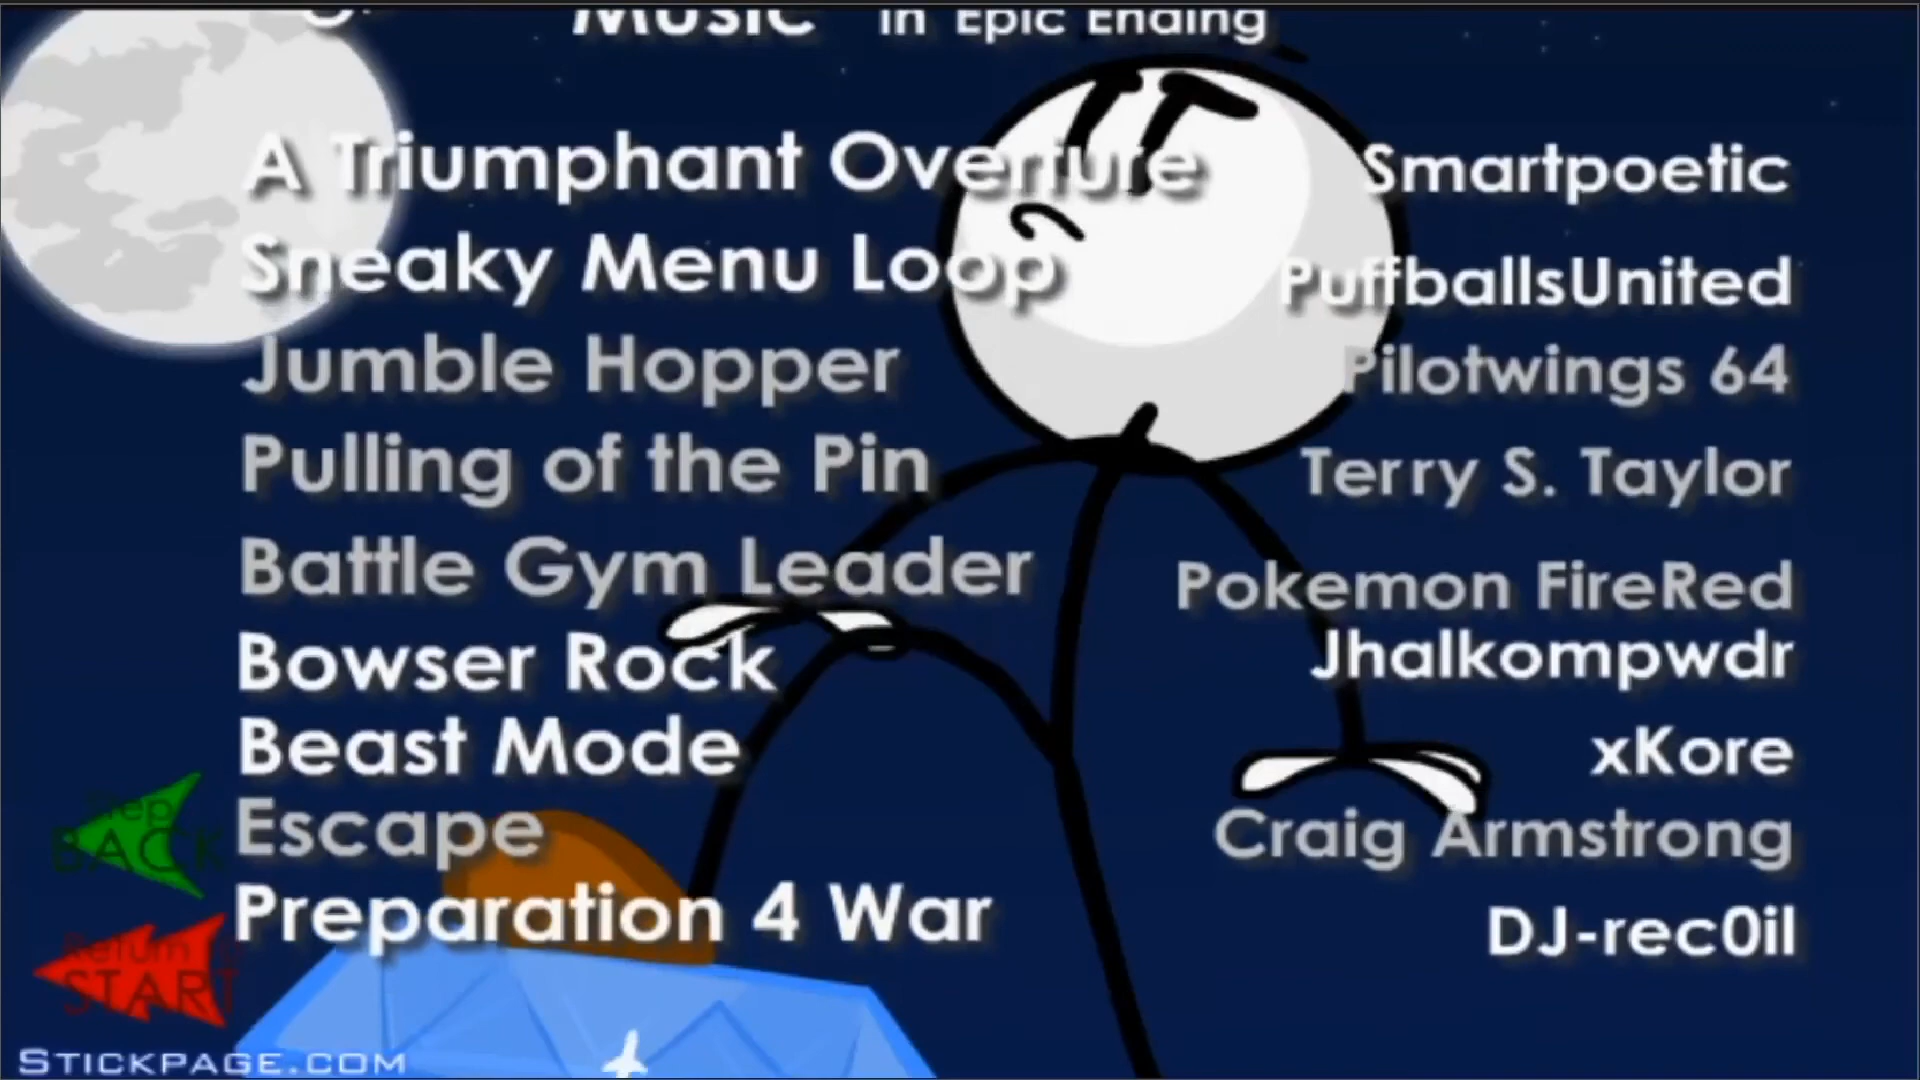 Music in Epic Ending
A Triumphant Overture Smartpoetic
Sneaky Menu Loop PuffballsUnited
Jumble Hopper Pilotwings 64
Pulling of the Pin Terry S. Taylor
Battle Gym Leader Pokemon FireRed
Bowser Rock Jhalkompwdr
Beast Mode xKore
Step
BACK
Escape Craig Armstrong
Preparation 4 War DJ-rec0il
Return
START
STICKPAGE.COM